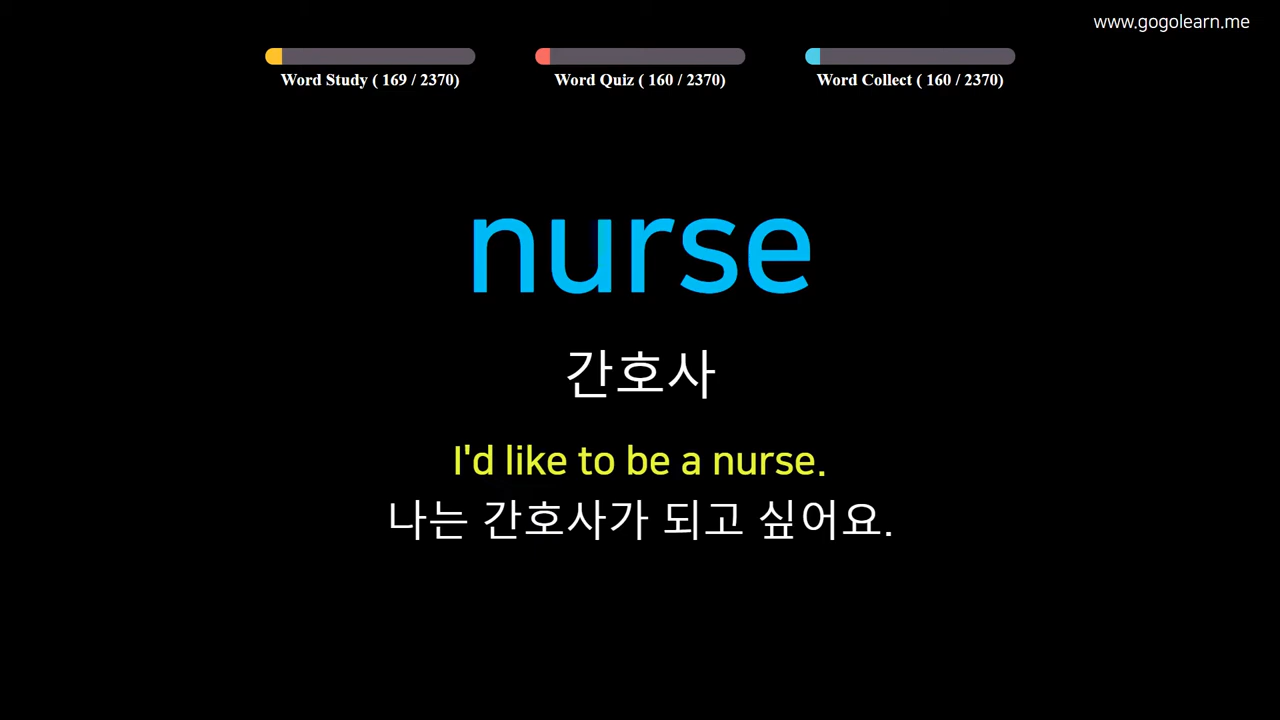 www.gogolearn.me
Word Study ( 169 / 2370)
Word Quiz ( 160 / 2370)
Word Collect ( 160 / 2370)
nurse
간호사
I'd like to be a nurse.
나는 간호사가 되고 싶어요.